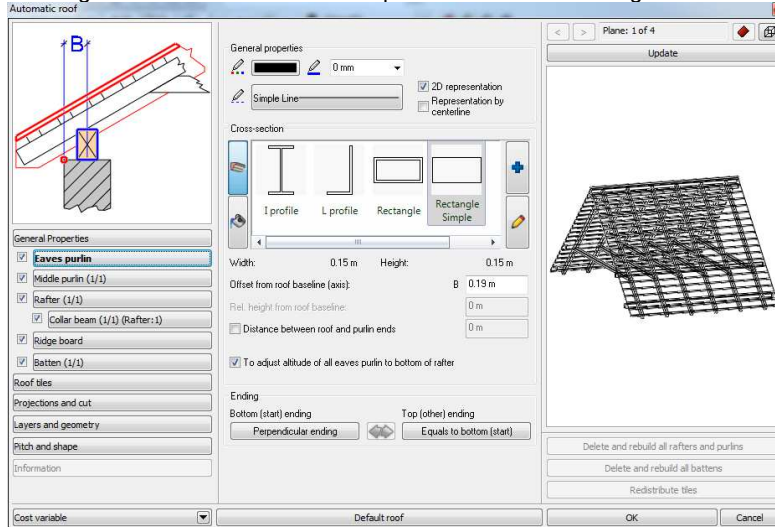 Automatic roof
B
General properties
0 mm
Simple Line
2D representation
Representation by
centerline
Cross-section
I profile
L profile
Rectangle
Rectangle
Simple
Width: 0.15 m Height: 0.15 m
Offset from roof baseline (axis): B 0.19 m
Rel. height from roof baseline: 0 m
Distance between roof and purlin ends 0 m
To adjust altitude of all eaves purlin to bottom of rafter
Ending
Bottom (start) ending Top (other) ending
Perpendicular ending Equals to bottom (start)
General Properties
Eaves purlin
Middle purlin (1/1)
Rafter (1/1)
Collar beam (1/1) (Rafter:1)
Ridge board
Batten (1/1)
Roof tiles
Projections and cut
Layers and geometry
Pitch and shape
Information
< > Plane: 1 of 4
Update
Delete and rebuild all rafters and purlins
Delete and rebuild all battens
Redistribute tiles
Cost variable
Default roof
OK
Cancel